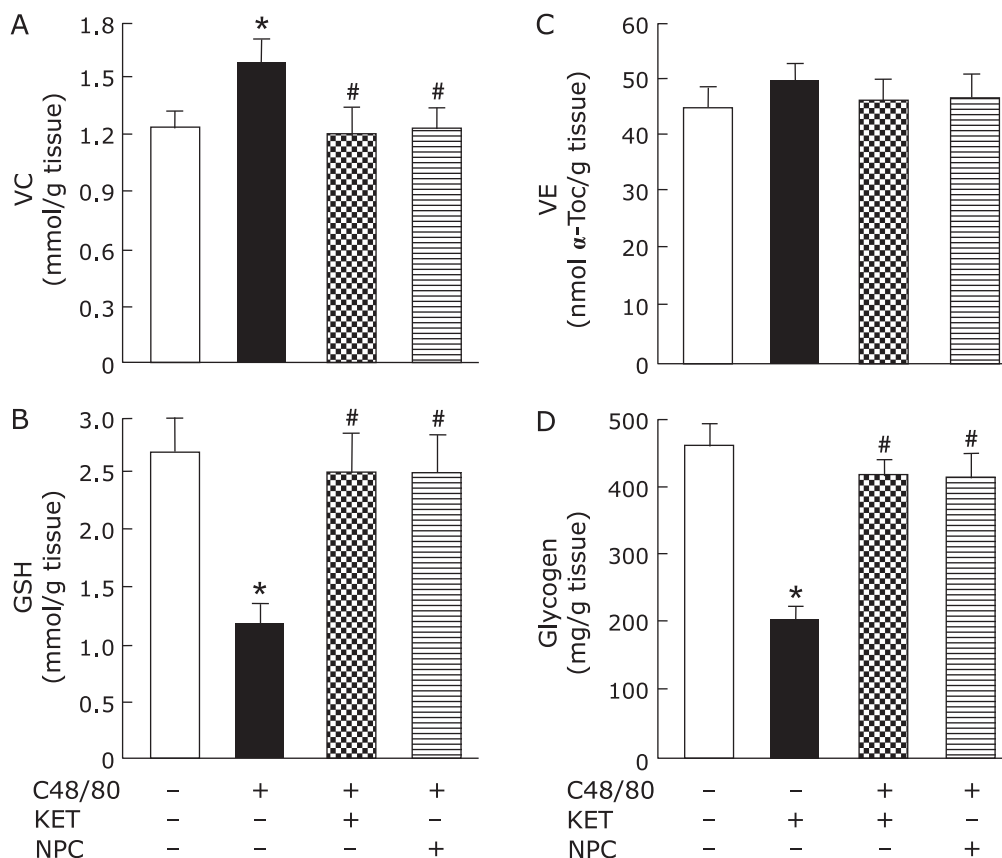 A
VC
(mmol/g tissue)
1.8
1.5
1.2
0.9
0.6
0.3
0
*
#
#
C
VE
(nmol α-Toc/g tissue)
60
50
40
30
20
10
0
B
GSH
(mmol/g tissue)
3.0
2.5
2.0
1.5
1.0
0.5
0
*
#
#
D
Glycogen
(mg/g tissue)
500
400
300
200
100
0
*
#
#
C48/80 – + + +
KET – – + –
NPC – – – +
C48/80 – – + +
KET – + + –
NPC – – – +